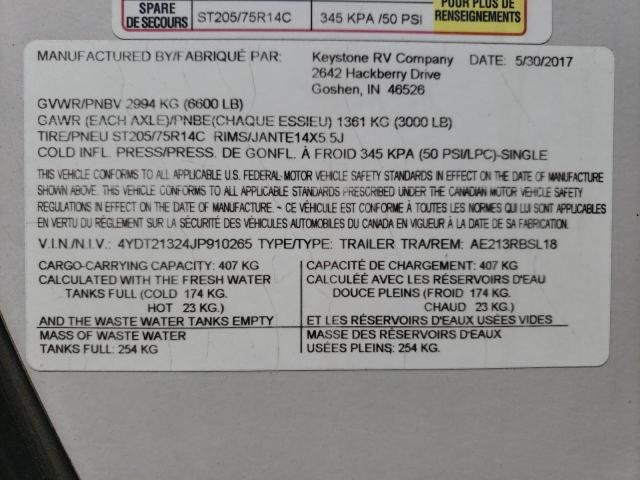 SPARE ST205/75R14C 345 KPA /50 PSI POUR PLUS DE
DE SECOURS RENSEIGNEMENTS
MANUFACTURED BY/FABRIQUÉ PAR: Keystone RV Company DATE: 5/30/2017
2642 Hackberry Drive
Goshen, IN 46526
GVWR/PNBV 2994 KG (6600 LB)
GAWR (EACH AXLE)/PNBE(CHAQUE ESSIEU) 1361 KG (3000 LB)
TIRE/PNEU ST205/75R14C RIMS/JANTE14X5.5J
COLD INFL. PRESS/PRESS. DE GONFL. À FROID 345 KPA (50 PSI/LPC)-SINGLE
THIS VEHICLE CONFORMS TO ALL APPLICABLE U.S. FEDERAL-MOTOR VEHICLE SAFETY STANDARDS IN EFFECT ON THE DATE OF MANUFACTURE
SHOWN ABOVE. THIS VEHICLE CONFORMS TO ALL APPLICABLE STANDARDS PRESCRIBED UNDER THE CANADIAN MOTOR VEHICLE SAFETY
REGULATIONS IN EFFECT ON THE DATE OF MANUFACTURE ~ CE VÉHICULE EST CONFORME À TOUTES LES NORMES QUI LUI SONT APPLICABLES
EN VERTU DU RÈGLEMENT SUR LA SÉCURITÉ DES VÉHICULES AUTOMOBILES DU CANADA EN VIGUEUR À LA DATE DE SA FABRICATION.
V.I.N./N.I.V.: 4YDT21324JP910265 TYPE/TYPE: TRAILER TRA/REM: AE213RBSL18
CARGO-CARRYING CAPACITY: 407 KG
CALCULATED WITH THE FRESH WATER
TANKS FULL (COLD 174 KG
HOT 23 KG.)
AND THE WASTE WATER TANKS EMPTY
MASS OF WASTE WATER
TANKS FULL: 254 KG
CAPACITÉ DE CHARGEMENT: 407 KG
CALCULÉE AVEC LES RÉSERVOIRS D'EAU
DOUCE PLEINS (FROID 174 KG
CHAUD 23 KG.)
ET LES RÉSERVOIRS D'EAUX USÉES VIDES
MASSE DES RÉSERVOIRS D'EAUX
USÉES PLEINS: 254 KG